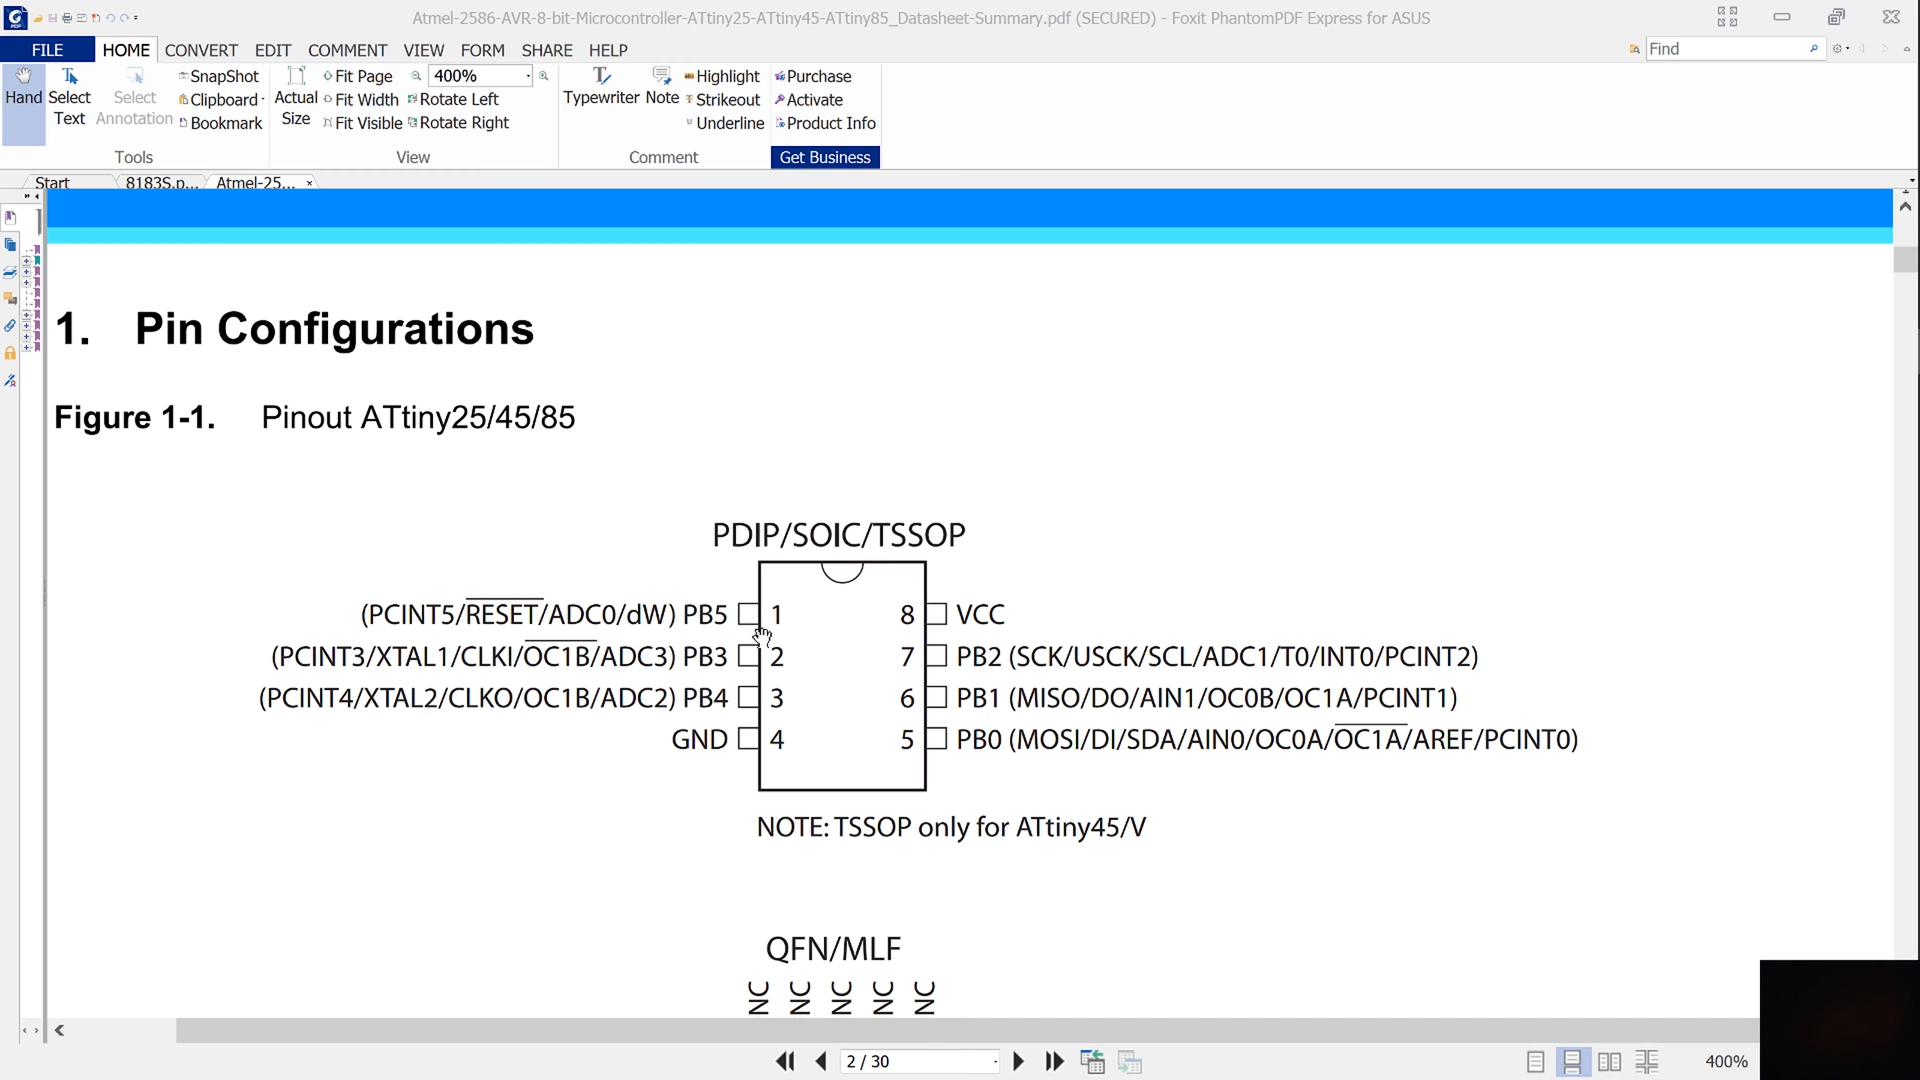 Atmel-2586-AVR-8-bit-Microcontroller-ATtiny25-ATtiny45-ATtiny85_Datasheet-Summary.pdf (SECURED) - Foxit PhantomPDF Express for ASUS
FILE HOME CONVERT EDIT COMMENT VIEW FORM SHARE HELP Find
Hand Select Text Select Annotation SnapShot Clipboard Bookmark
Actual Size Fit Page Fit Width Fit Visible 400% Rotate Left Rotate Right
Typewriter Note Highlight Strikeout Underline
Purchase Activate Product Info
Tools View Comment Get Business
Start 8183S.p... Atmel-25... ×
1. Pin Configurations
Figure 1-1. Pinout ATtiny25/45/85
PDIP/SOIC/TSSOP
(PCINT5/RESET/ADC0/dW) PB5 1 8 VCC
(PCINT3/XTAL1/CLKI/OC1B/ADC3) PB3 2 7 PB2 (SCK/USCK/SCL/ADC1/T0/INT0/PCINT2)
(PCINT4/XTAL2/CLKO/OC1B/ADC2) PB4 3 6 PB1 (MISO/DO/AIN1/OC0B/OC1A/PCINT1)
GND 4 5 PB0 (MOSI/DI/SDA/AIN0/OC0A/OC1A/AREF/PCINT0)
NOTE: TSSOP only for ATtiny45/V
QFN/MLF
NC NC NC NC NC
2 / 30 400%